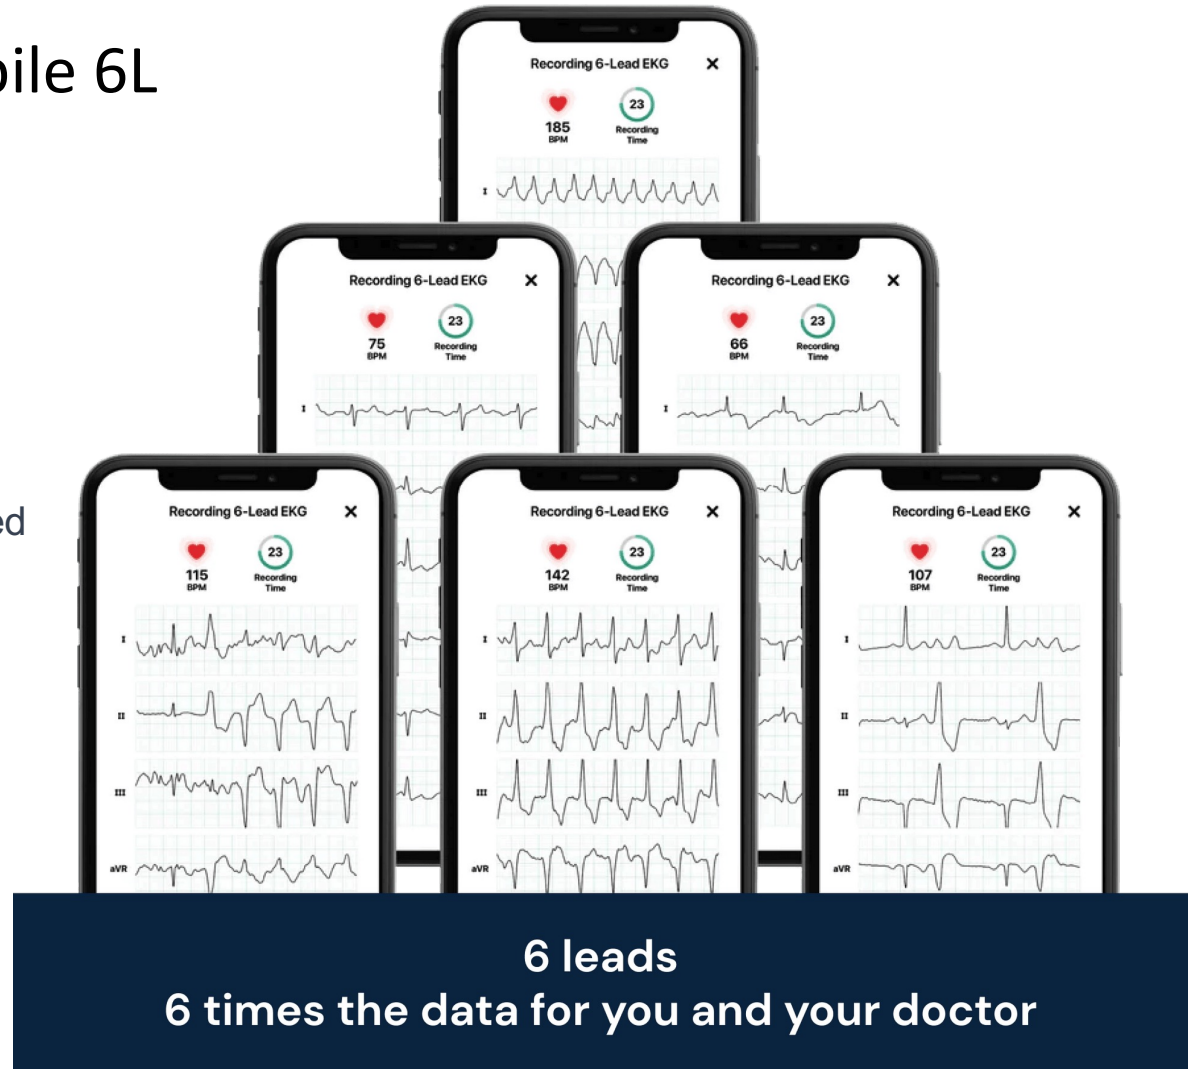 bile 6L
Recording 6-Lead EKG
23
185
BPM
Recording
Time
I
Recording 6-Lead EKG
23
75
BPM
Recording
Time
I
Recording 6-Lead EKG
23
66
BPM
Recording
Time
I
ed
Recording 6-Lead EKG
23
115
BPM
Recording
Time
I
II
III
aVR
Recording 6-Lead EKG
23
142
BPM
Recording
Time
I
II
III
aVR
Recording 6-Lead EKG
23
107
BPM
Recording
Time
I
II
III
aVR
6 leads
6 times the data for you and your doctor